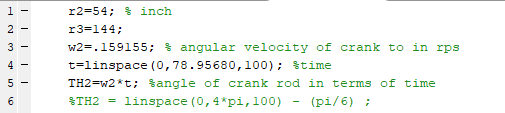 1 - r2=54; % inch
2 - r3=144;
3 - w2=.159155; % angular velocity of crank to in rps
4 - t=linspace(0,78.95680,100); %time
5 - TH2=w2*t; %angle of crank rod in terms of time
6 %TH2 = linspace(0,4*pi,100) - (pi/6) ;